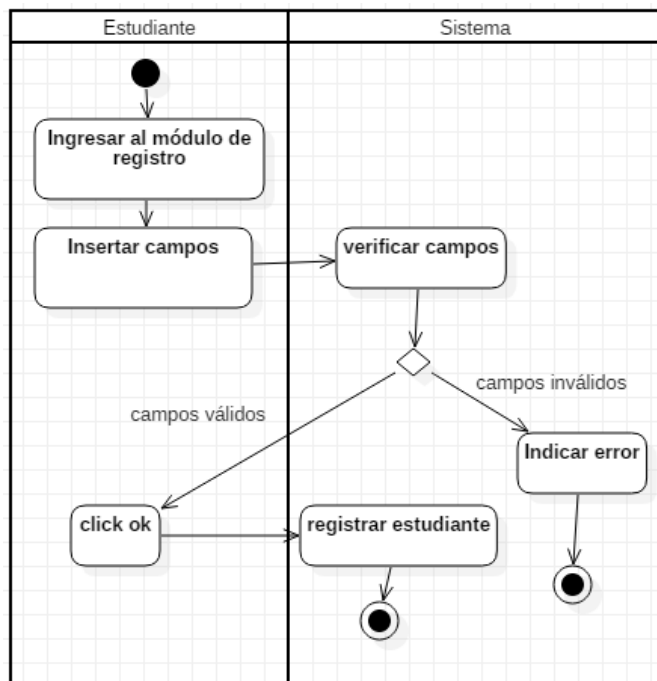 Estudiante
Sistema
Ingresar al módulo de
registro
Insertar campos
verificar campos
campos inválidos
campos válidos
Indicar error
click ok
registrar estudiante